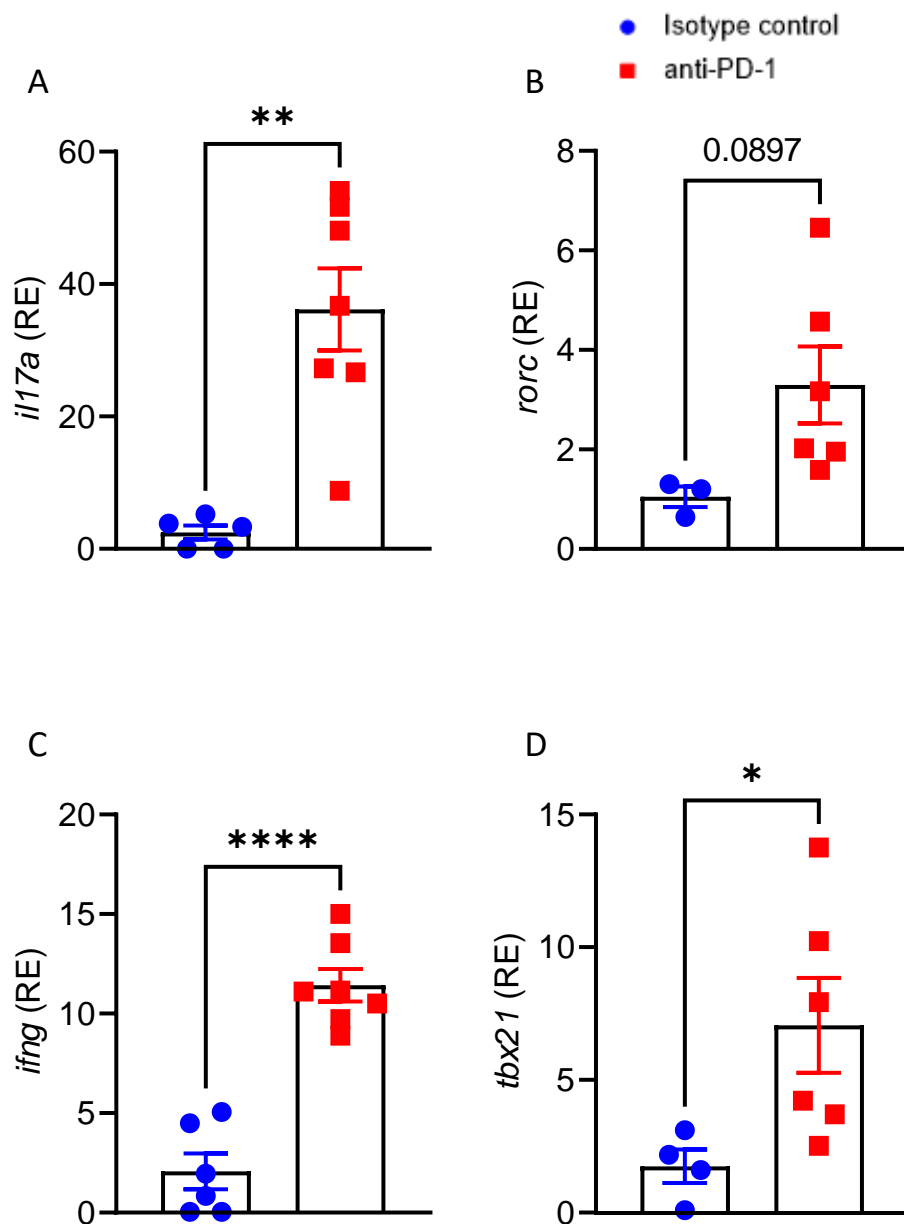 Isotype control
anti-PD-1
A
**
60
40
20
0
il17a (RE)
B
0.0897
8
6
4
2
0
rorc (RE)
C
****
20
15
10
5
0
ifng (RE)
D
*
15
10
5
0
tbx21 (RE)